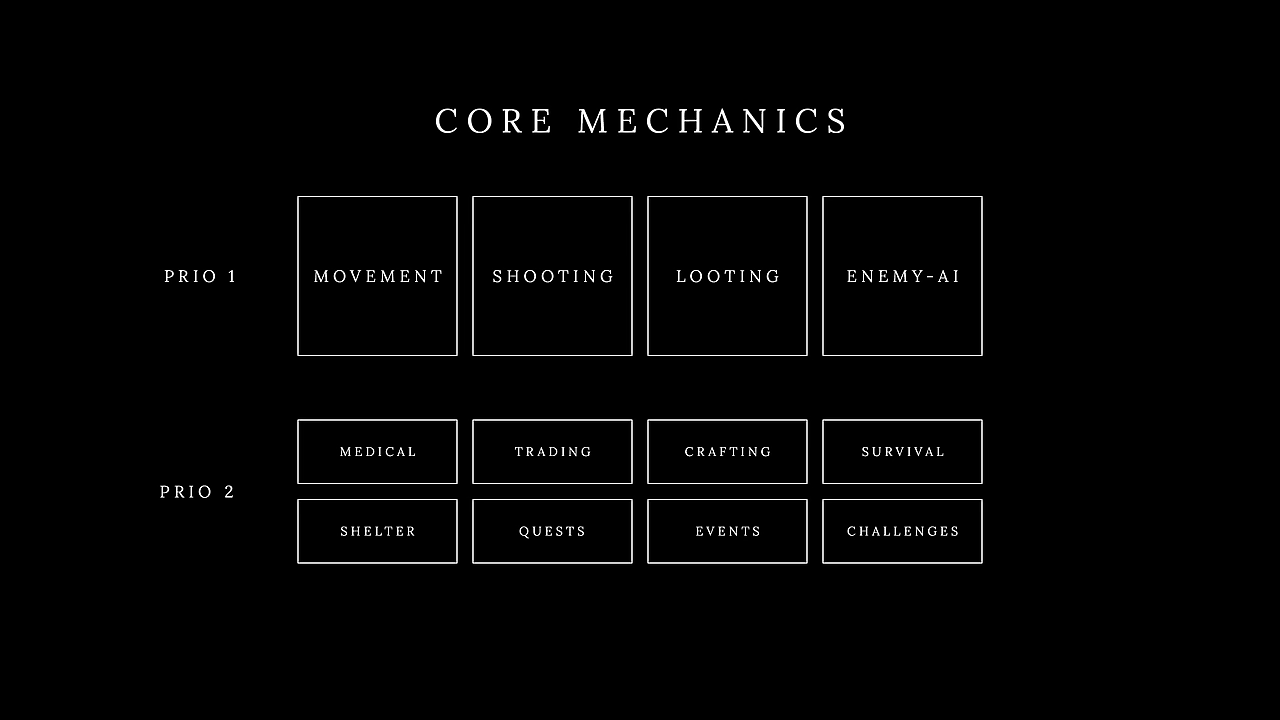 CORE MECHANICS
PRIO 1
MOVEMENT
SHOOTING
LOOTING
ENEMY-AI
PRIO 2
MEDICAL
TRADING
CRAFTING
SURVIVAL
SHELTER
QUESTS
EVENTS
CHALLENGES